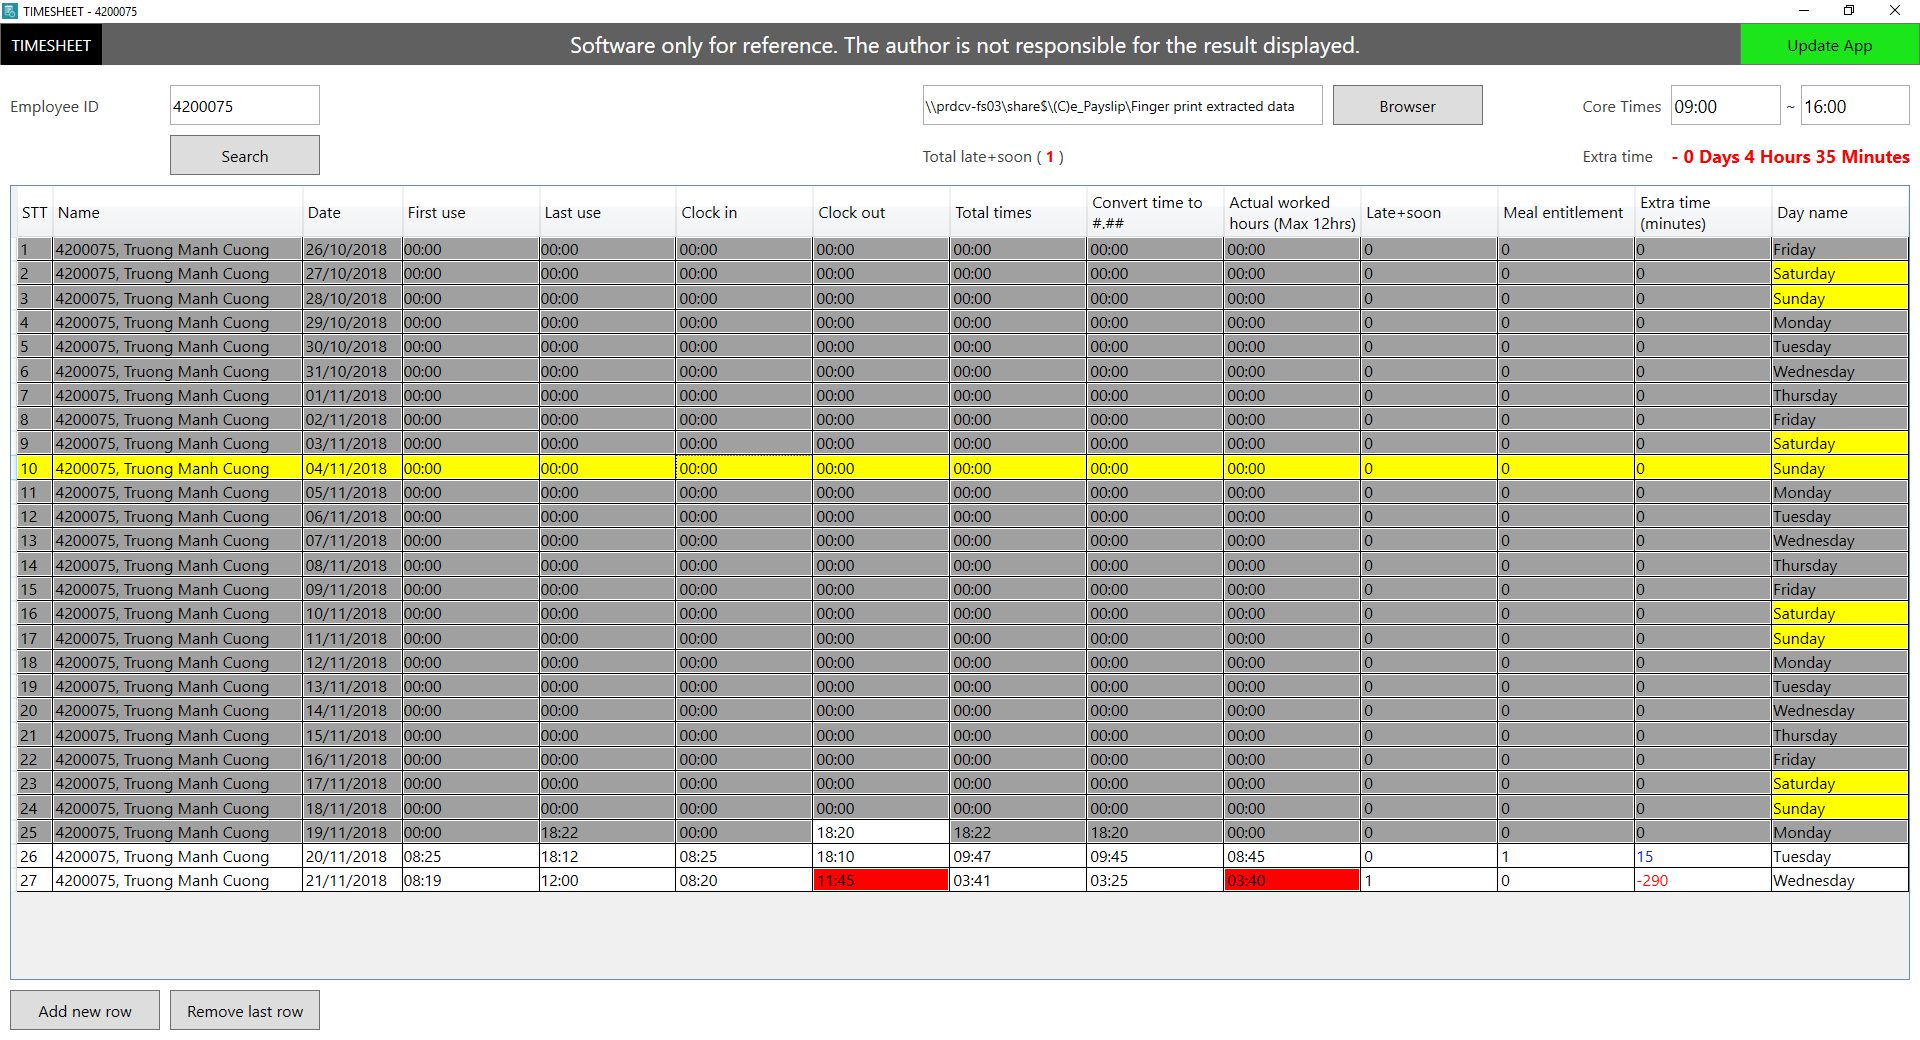 TIMESHEET - 4200075
TIMESHEET Software only for reference. The author is not responsible for the result displayed. Update App
Employee ID 4200075 \\prdcv-fs03\share$\(C)e_Payslip\Finger print extracted data Browser Core Times 09:00 ~ 16:00
Search Total late+soon ( 1 ) Extra time - 0 Days 4 Hours 35 Minutes
STT Name Date First use Last use Clock in Clock out Total times Convert time to #.## Actual worked hours (Max 12hrs) Late+soon Meal entitlement Extra time (minutes) Day name
1 4200075, Truong Manh Cuong 26/10/2018 00:00 00:00 00:00 00:00 00:00 00:00 00:00 0 0 0 Friday
2 4200075, Truong Manh Cuong 27/10/2018 00:00 00:00 00:00 00:00 00:00 00:00 00:00 0 0 0 Saturday
3 4200075, Truong Manh Cuong 28/10/2018 00:00 00:00 00:00 00:00 00:00 00:00 00:00 0 0 0 Sunday
4 4200075, Truong Manh Cuong 29/10/2018 00:00 00:00 00:00 00:00 00:00 00:00 00:00 0 0 0 Monday
5 4200075, Truong Manh Cuong 30/10/2018 00:00 00:00 00:00 00:00 00:00 00:00 00:00 0 0 0 Tuesday
6 4200075, Truong Manh Cuong 31/10/2018 00:00 00:00 00:00 00:00 00:00 00:00 00:00 0 0 0 Wednesday
7 4200075, Truong Manh Cuong 01/11/2018 00:00 00:00 00:00 00:00 00:00 00:00 00:00 0 0 0 Thursday
8 4200075, Truong Manh Cuong 02/11/2018 00:00 00:00 00:00 00:00 00:00 00:00 00:00 0 0 0 Friday
9 4200075, Truong Manh Cuong 03/11/2018 00:00 00:00 00:00 00:00 00:00 00:00 00:00 0 0 0 Saturday
10 4200075, Truong Manh Cuong 04/11/2018 00:00 00:00 00:00 00:00 00:00 00:00 00:00 0 0 0 Sunday
11 4200075, Truong Manh Cuong 05/11/2018 00:00 00:00 00:00 00:00 00:00 00:00 00:00 0 0 0 Monday
12 4200075, Truong Manh Cuong 06/11/2018 00:00 00:00 00:00 00:00 00:00 00:00 00:00 0 0 0 Tuesday
13 4200075, Truong Manh Cuong 07/11/2018 00:00 00:00 00:00 00:00 00:00 00:00 00:00 0 0 0 Wednesday
14 4200075, Truong Manh Cuong 08/11/2018 00:00 00:00 00:00 00:00 00:00 00:00 00:00 0 0 0 Thursday
15 4200075, Truong Manh Cuong 09/11/2018 00:00 00:00 00:00 00:00 00:00 00:00 00:00 0 0 0 Friday
16 4200075, Truong Manh Cuong 10/11/2018 00:00 00:00 00:00 00:00 00:00 00:00 00:00 0 0 0 Saturday
17 4200075, Truong Manh Cuong 11/11/2018 00:00 00:00 00:00 00:00 00:00 00:00 00:00 0 0 0 Sunday
18 4200075, Truong Manh Cuong 12/11/2018 00:00 00:00 00:00 00:00 00:00 00:00 00:00 0 0 0 Monday
19 4200075, Truong Manh Cuong 13/11/2018 00:00 00:00 00:00 00:00 00:00 00:00 00:00 0 0 0 Tuesday
20 4200075, Truong Manh Cuong 14/11/2018 00:00 00:00 00:00 00:00 00:00 00:00 00:00 0 0 0 Wednesday
21 4200075, Truong Manh Cuong 15/11/2018 00:00 00:00 00:00 00:00 00:00 00:00 00:00 0 0 0 Thursday
22 4200075, Truong Manh Cuong 16/11/2018 00:00 00:00 00:00 00:00 00:00 00:00 00:00 0 0 0 Friday
23 4200075, Truong Manh Cuong 17/11/2018 00:00 00:00 00:00 00:00 00:00 00:00 00:00 0 0 0 Saturday
24 4200075, Truong Manh Cuong 18/11/2018 00:00 00:00 00:00 00:00 00:00 00:00 00:00 0 0 0 Sunday
25 4200075, Truong Manh Cuong 19/11/2018 00:00 18:22 00:00 18:20 18:22 18:20 00:00 0 0 0 Monday
26 4200075, Truong Manh Cuong 20/11/2018 08:25 18:12 08:25 18:10 09:47 09:45 08:45 0 1 15 Tuesday
27 4200075, Truong Manh Cuong 21/11/2018 08:19 12:00 08:20 11:45 03:41 03:25 03:40 1 0 -290 Wednesday
Add new row Remove last row